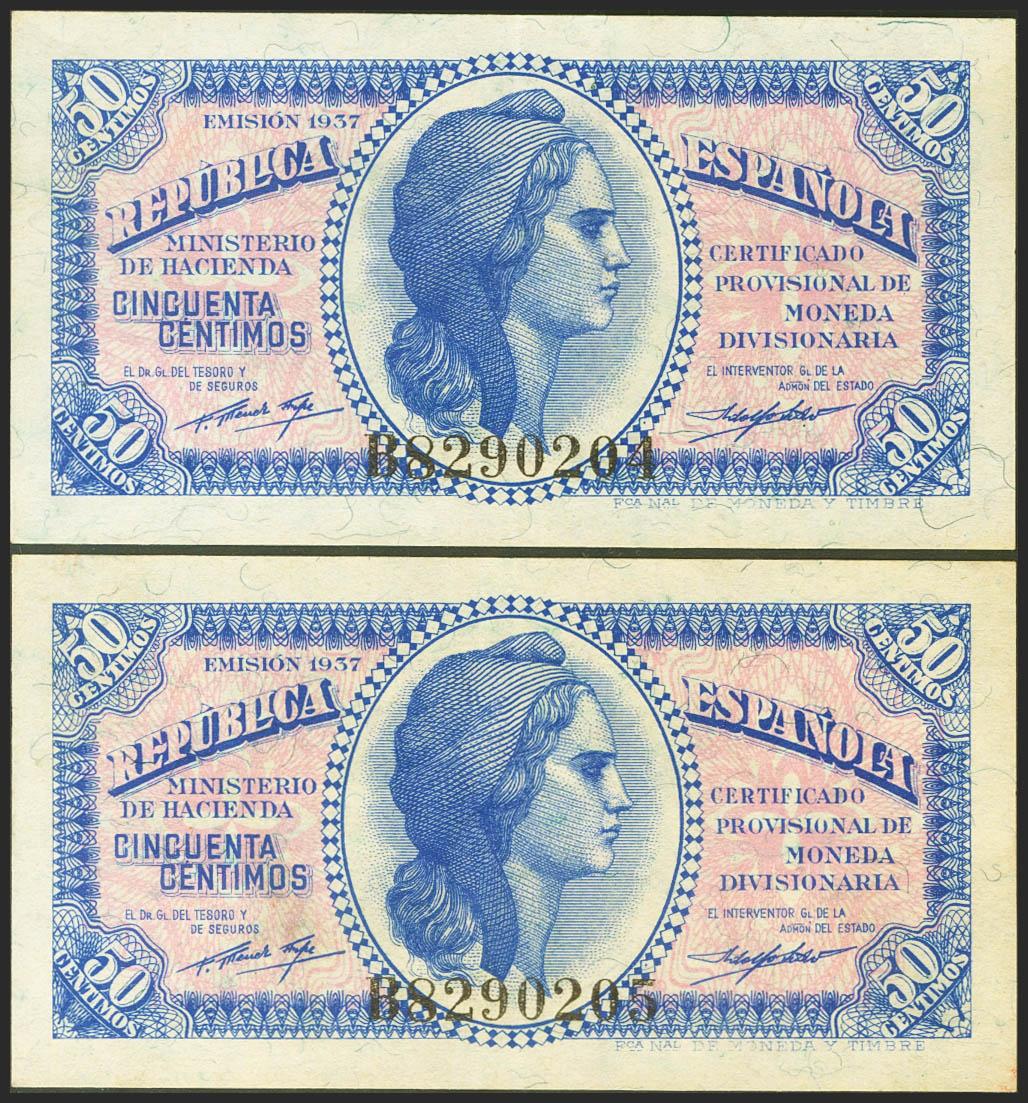 50 CENTIMOS
50 CENTIMOS
EMISIÓN 1937
REPUBLICA ESPAÑOLA
MINISTERIO
DE HACIENDA
CINCUENTA
CENTIMOS
CERTIFICADO
PROVISIONAL DE
MONEDA
DIVISIONARIA
EL DR. GL. DEL TESORO Y
DE SEGUROS
EL INTERVENTOR GL. DE LA
ADMÓN DEL ESTADO
50 CENTIMOS
50 CENTIMOS
B8290204
FCA NAL DE MONEDA Y TIMBRE
50 CENTIMOS
50 CENTIMOS
EMISIÓN 1937
REPUBLICA ESPAÑOLA
MINISTERIO
DE HACIENDA
CINCUENTA
CENTIMOS
CERTIFICADO
PROVISIONAL DE
MONEDA
DIVISIONARIA
EL DR. GL. DEL TESORO Y
DE SEGUROS
EL INTERVENTOR GL. DE LA
ADMÓN DEL ESTADO
50 CENTIMOS
50 CENTIMOS
B8290205
FCA NAL DE MONEDA Y TIMBRE